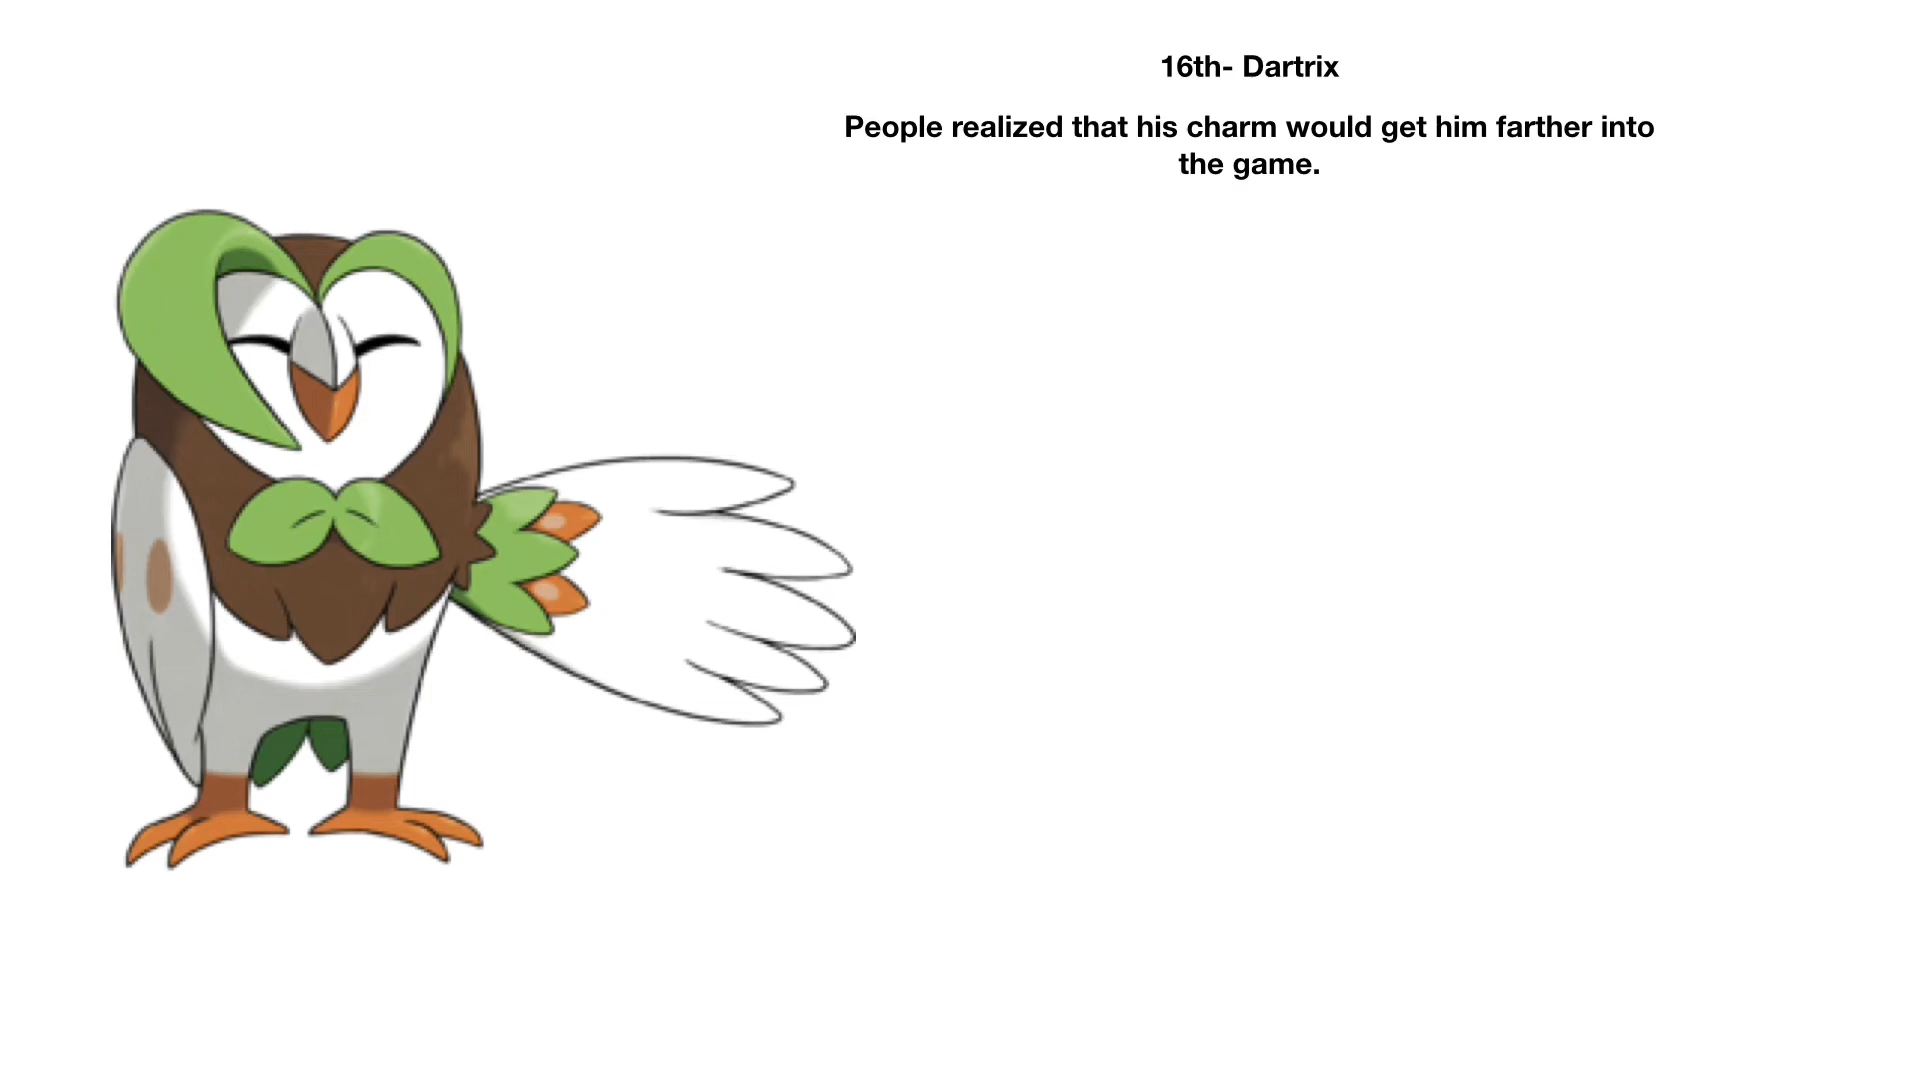 16th- Dartrix
People realized that his charm would get him farther into
the game.